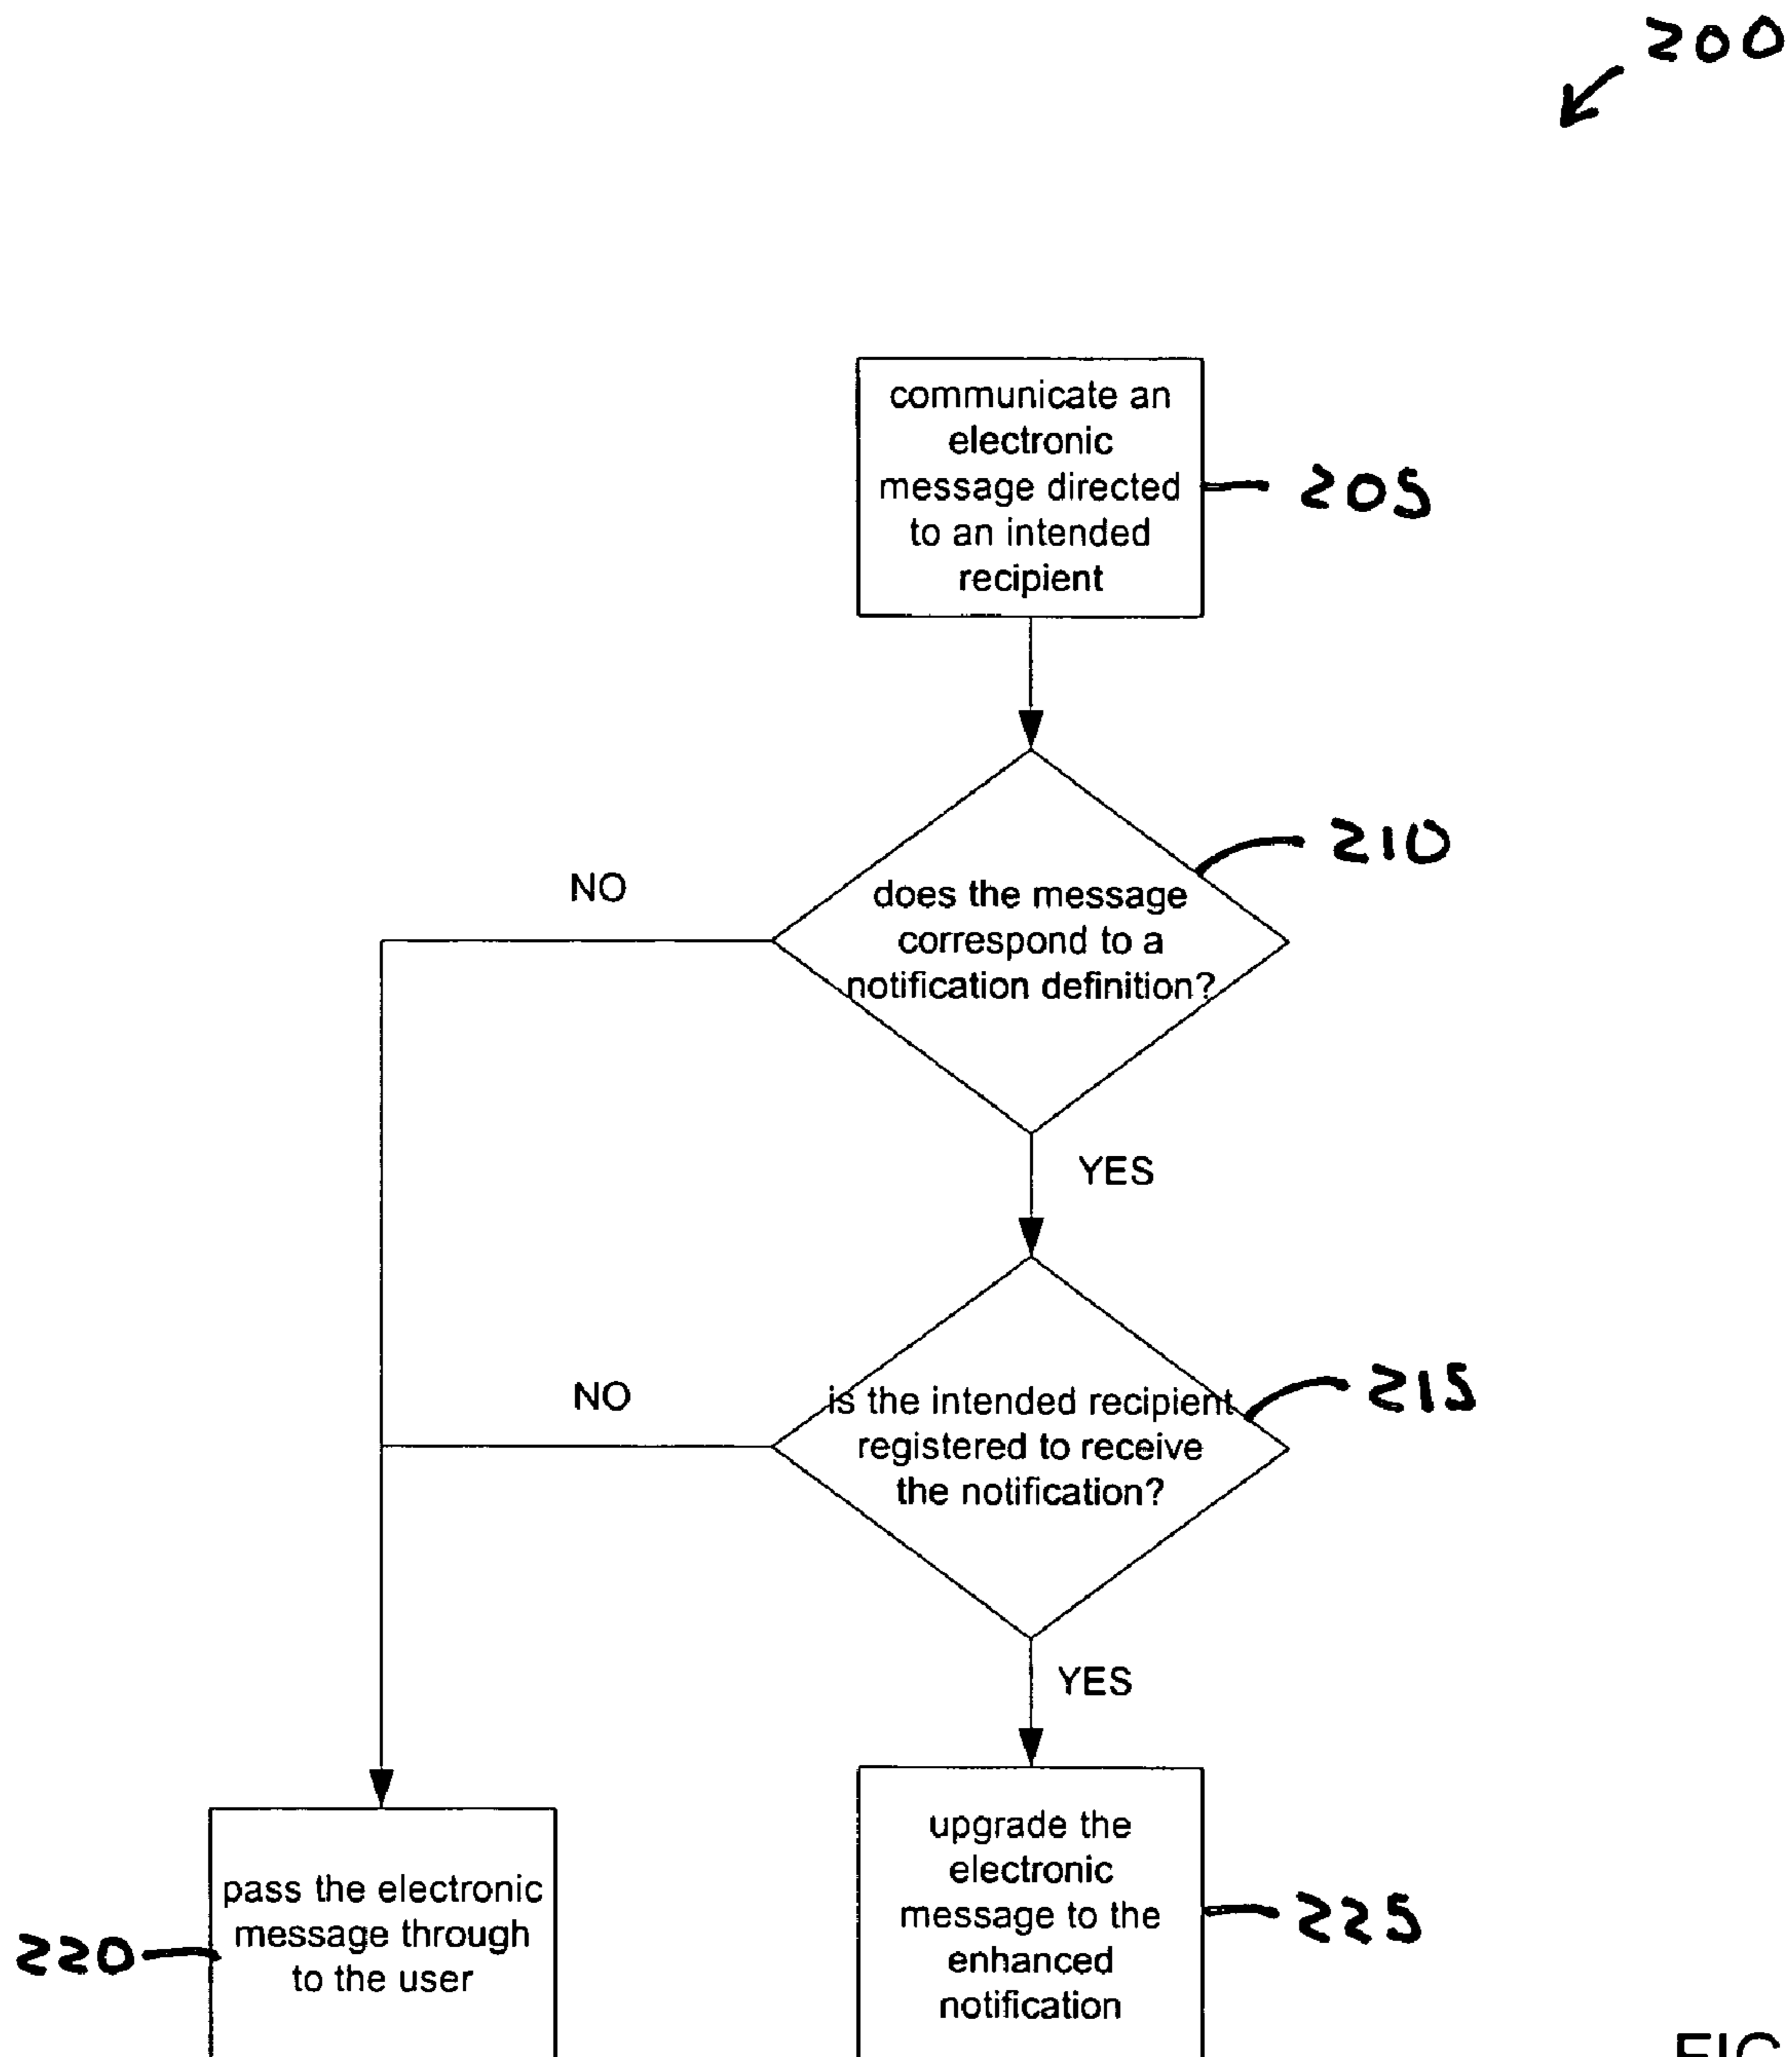 200
communicate an
electronic
message directed
to an intended
recipient
205
210
does the message
correspond to a
notification definition?
NO
YES
215
is the intended recipient
registered to receive
the notification?
NO
YES
upgrade the
electronic
message to the
enhanced
notification
225
pass the electronic
message through
to the user
220